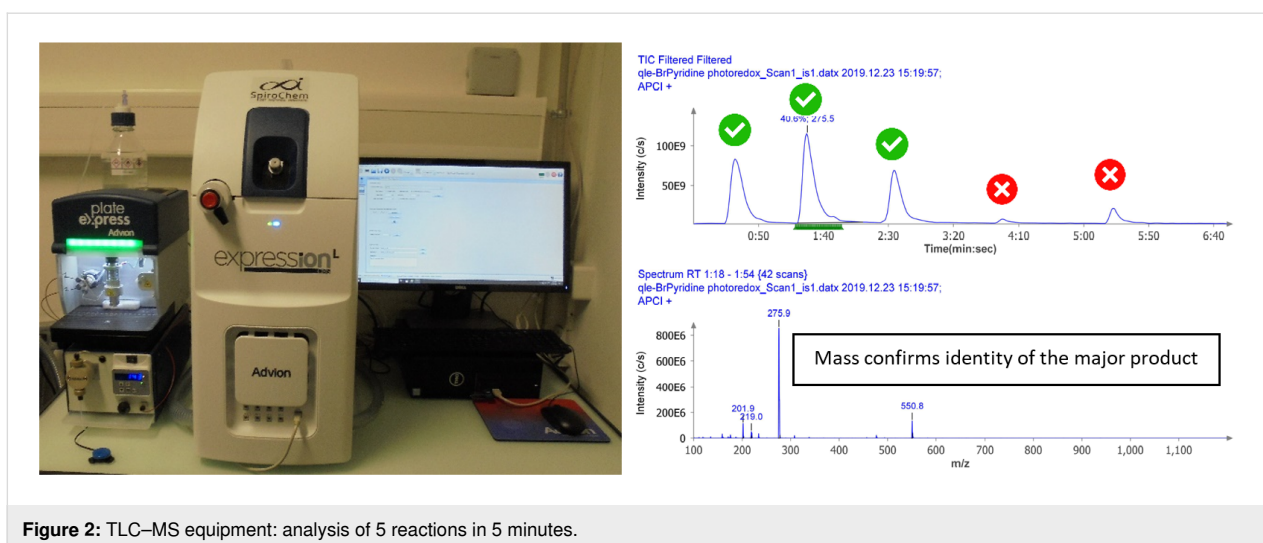 SpiroChem
plate
express
Advion
expressionL
Advion
TIC Filtered Filtered
qle-BrPyridine photoredox_Scan1_is1.datx 2019.12.23 15:19:57;
APCI +
40.6%; 275.5
Intensity (c/s)
100E9
50E9
0:50 1:40 2:30 3:20 4:10 5:00 5:50 6:40
Time(min:sec)
Spectrum RT 1:18 - 1:54 {42 scans}
qle-BrPyridine photoredox_Scan1_is1.datx 2019.12.23 15:19:57;
APCI +
275.9
Mass confirms identity of the major product
Intensity (c/s)
800E6
600E6
400E6
200E6
0
201.9
219.0
550.8
100 200 300 400 500 600 700 800 900 1,000 1,100
m/z
Figure 2: TLC–MS equipment: analysis of 5 reactions in 5 minutes.